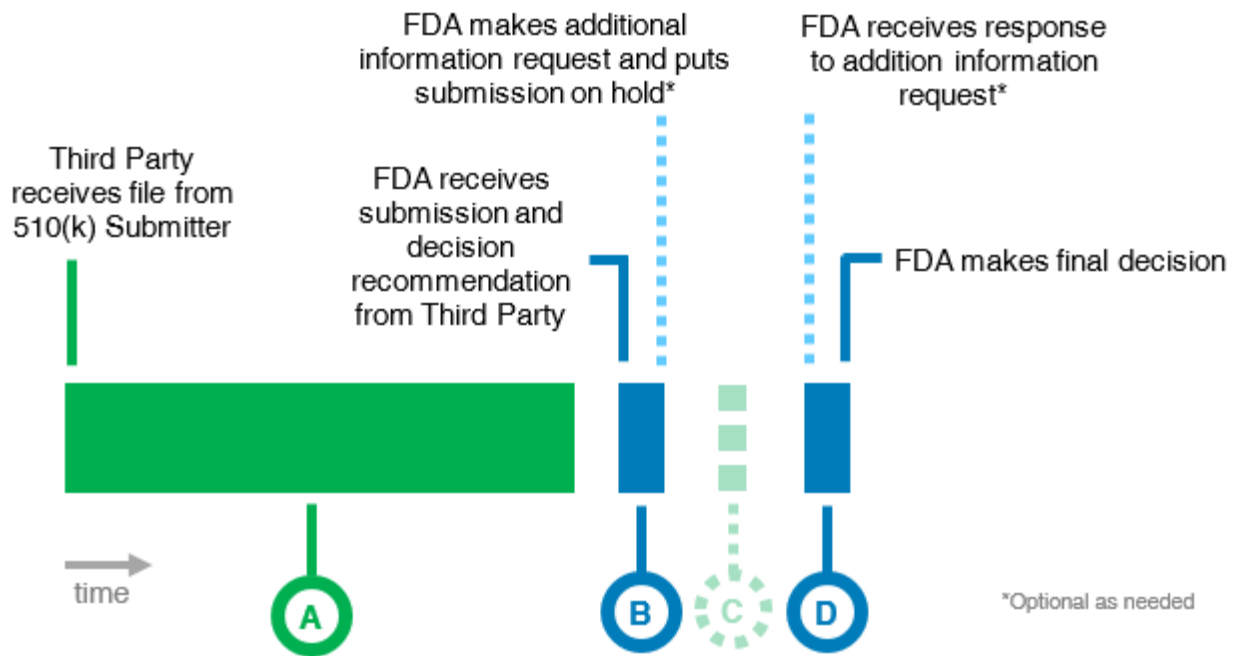 FDA makes additional
information request and puts
submission on hold*
FDA receives response
to addition information
request*
Third Party
receives file from
510(k) Submitter
FDA receives
submission and
decision
recommendation
from Third Party
FDA makes final decision
time
A
B
C
D
*Optional as needed